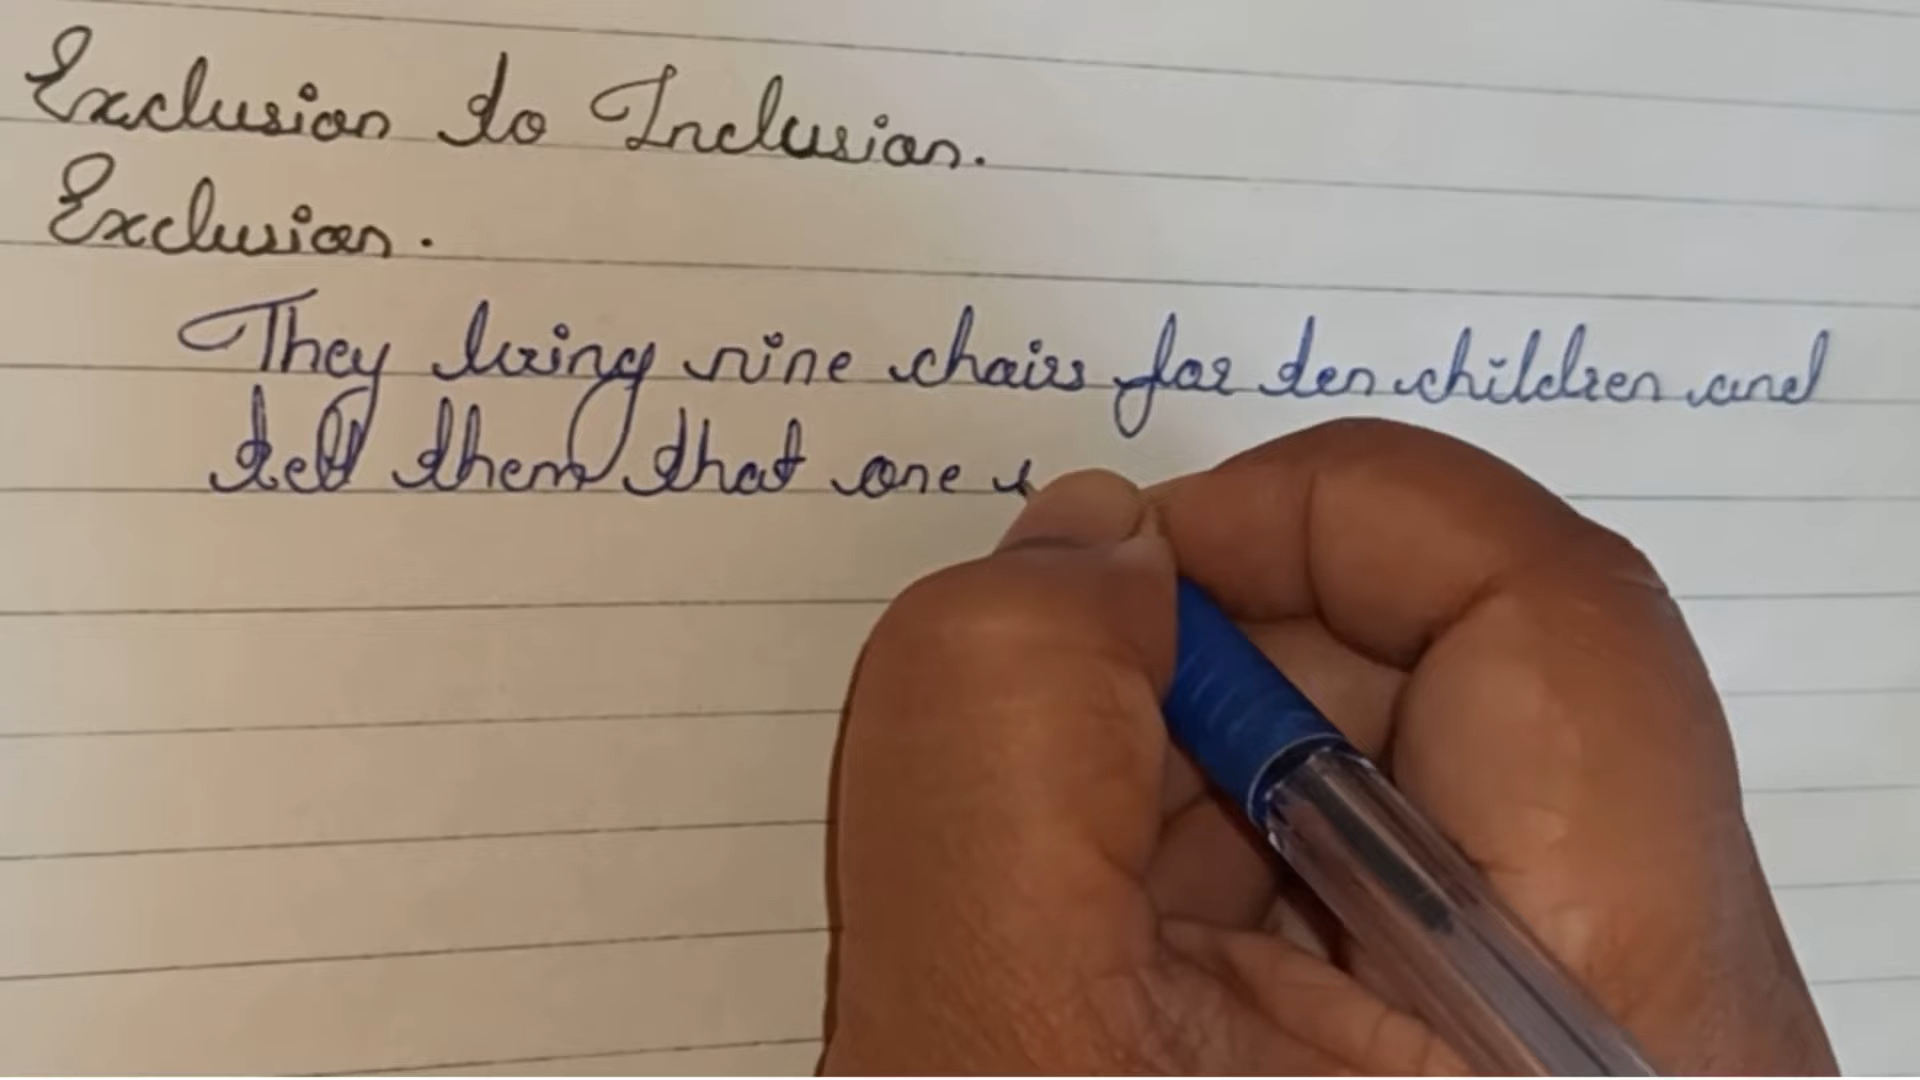 Exclusion to Inclusion.
Exclusion.
They bring nine chairs for ten children and
tell them that one